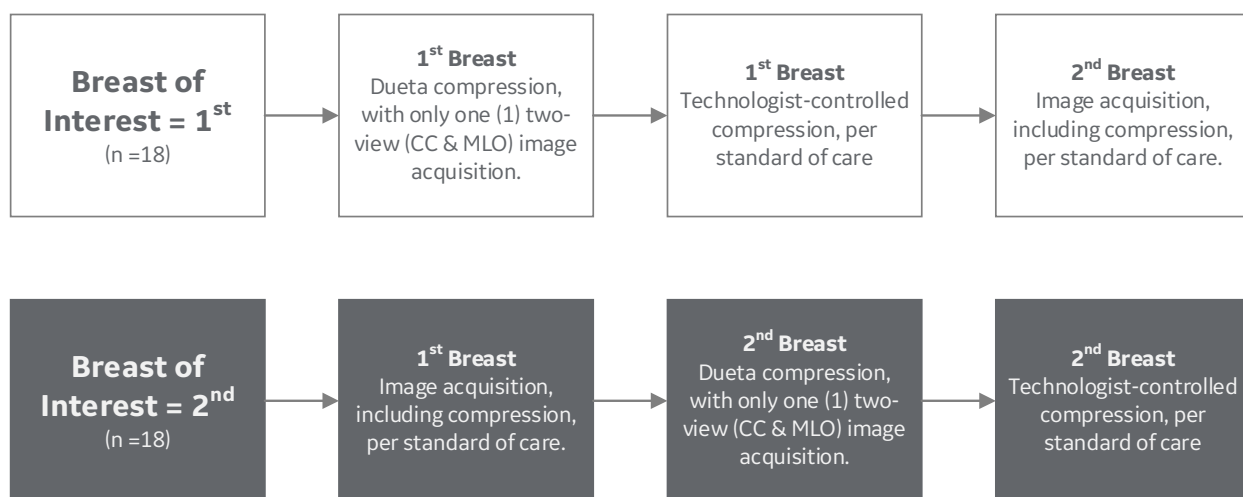 Breast of
Interest = 1st
(n =18)
1st Breast
Dueta compression,
with only one (1) two-
view (CC & MLO) image
acquisition.
1st Breast
Technologist-controlled
compression, per
standard of care
2nd Breast
Image acquisition,
including compression,
per standard of care.
Breast of
Interest = 2nd
(n =18)
1st Breast
Image acquisition,
including compression,
per standard of care.
2nd Breast
Dueta compression,
with only one (1) two-
view (CC & MLO) image
acquisition.
2nd Breast
Technologist-controlled
compression, per
standard of care